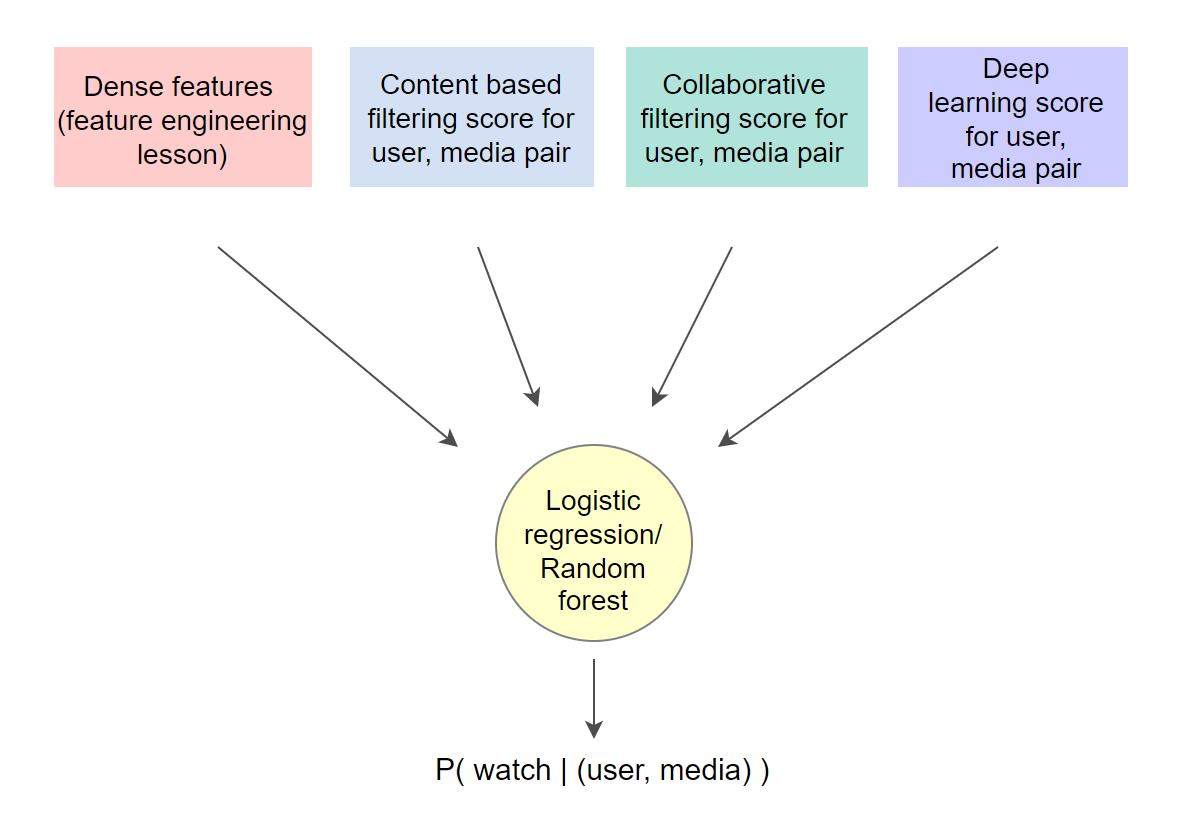 Dense features
(feature engineering
lesson)
Content based
filtering score for
user, media pair
Collaborative
filtering score for
user, media pair
Deep
learning score
for user,
media pair
Logistic
regression/
Random
forest
P( watch | (user, media) )